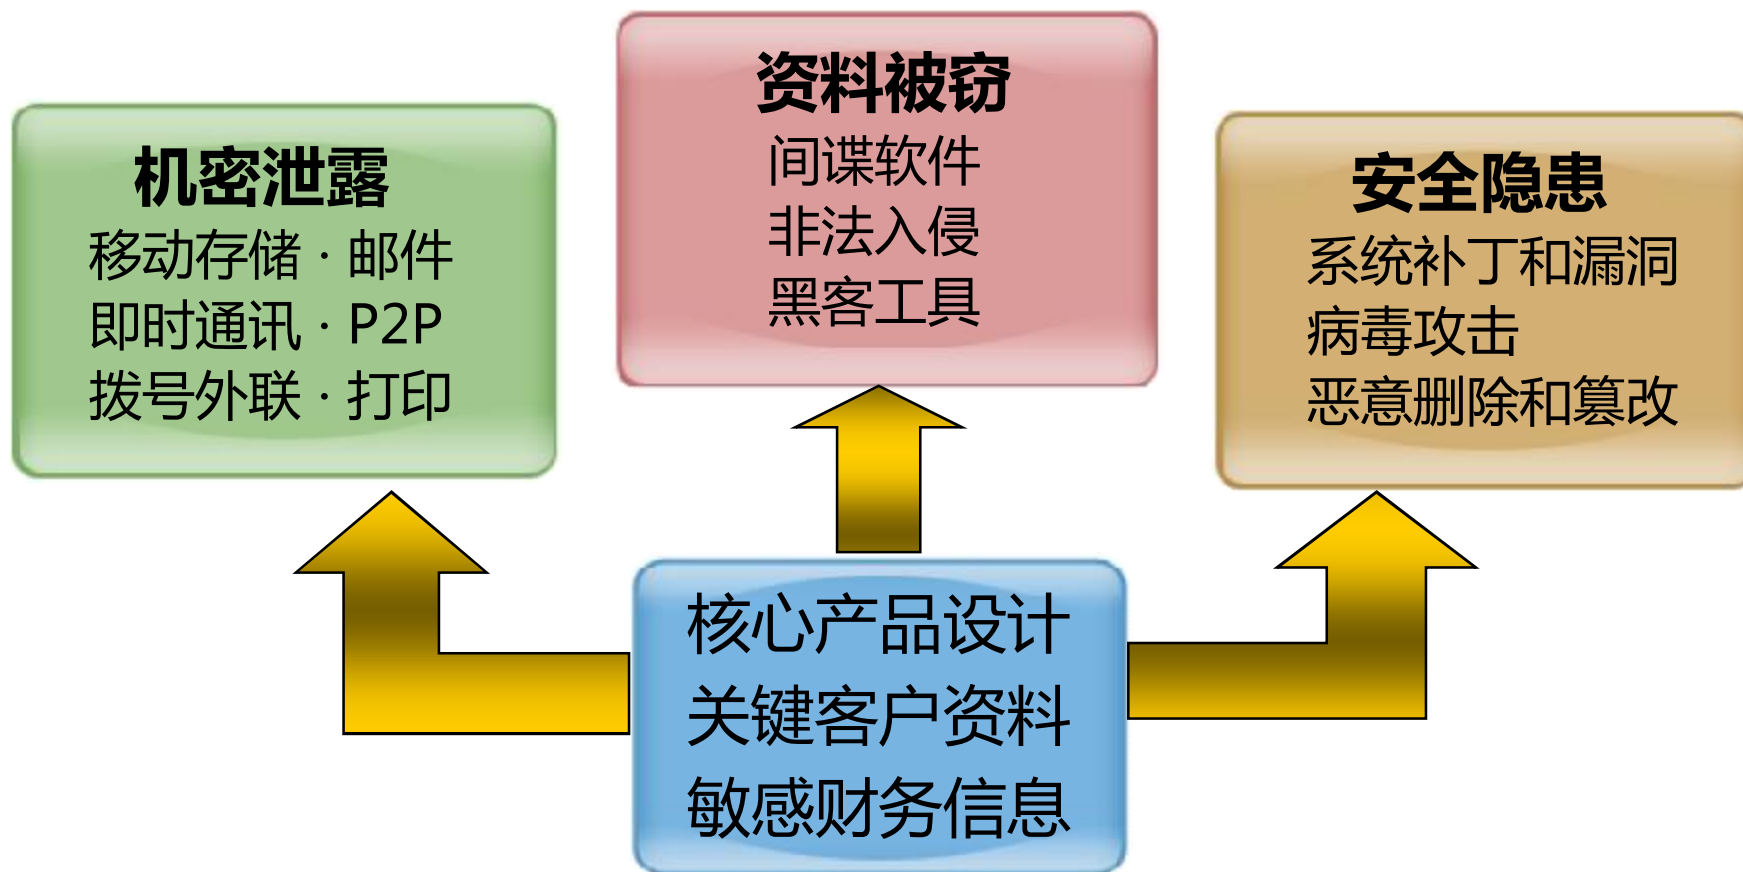 机密泄露
移动存储 · 邮件
即时通讯 · P2P
拨号外联 · 打印
资料被窃
间谍软件
非法入侵
黑客工具
安全隐患
系统补丁和漏洞
病毒攻击
恶意删除和篡改
核心产品设计
关键客户资料
敏感财务信息